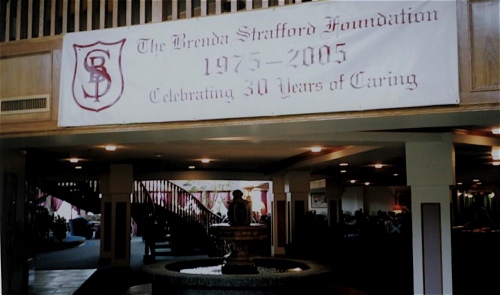 The Brenda Strafford Foundation
1975-2005
Celebrating 30 Years of Caring